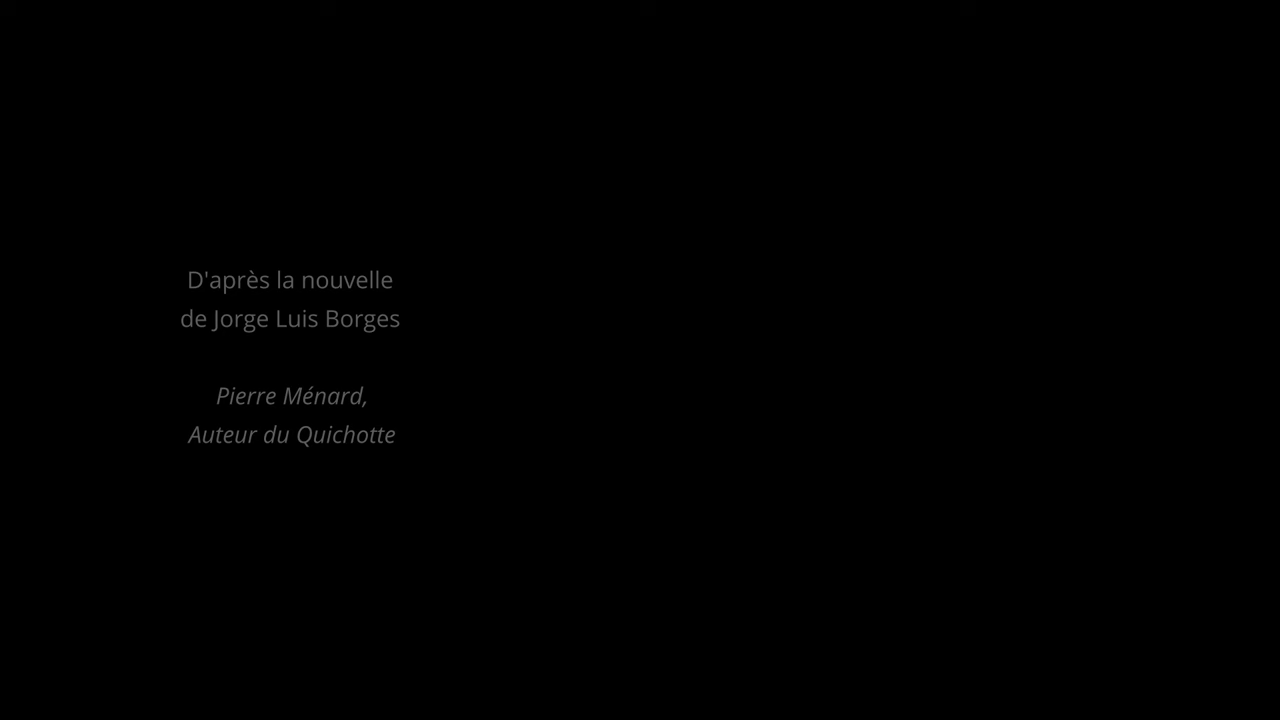 D'après la nouvelle
de Jorge Luis Borges
Pierre Ménard,
Auteur du Quichotte